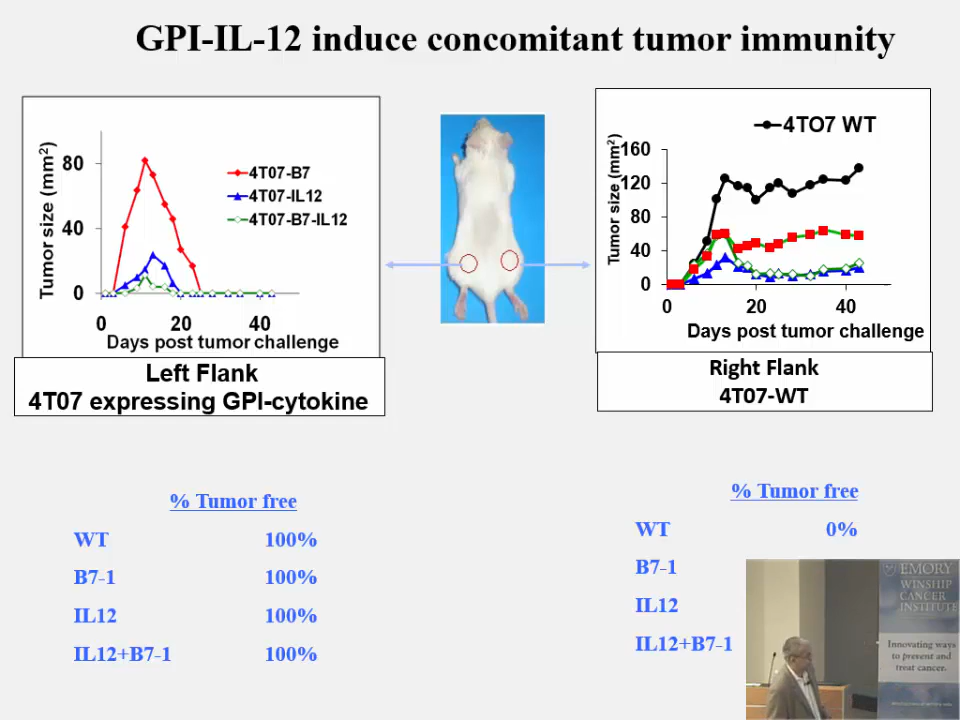 GPI-IL-12 induce concomitant tumor immunity
Tumor size (mm²)
80
40
0
0 20 40
Days post tumor challenge
4T07-B7
4T07-IL12
4T07-B7-IL12
Left Flank
4T07 expressing GPI-cytokine
4TO7 WT
Tumor size (mm²)
160
120
80
40
0
0 20 40
Days post tumor challenge
Right Flank
4T07-WT
% Tumor free
WT 100%
B7-1 100%
IL12 100%
IL12+B7-1 100%
% Tumor free
WT 0%
B7-1
IL12
IL12+B7-1
EMORY
WINSHIP
CANCER
INSTITUTE
Innovating ways
to prevent and
treat cancer.